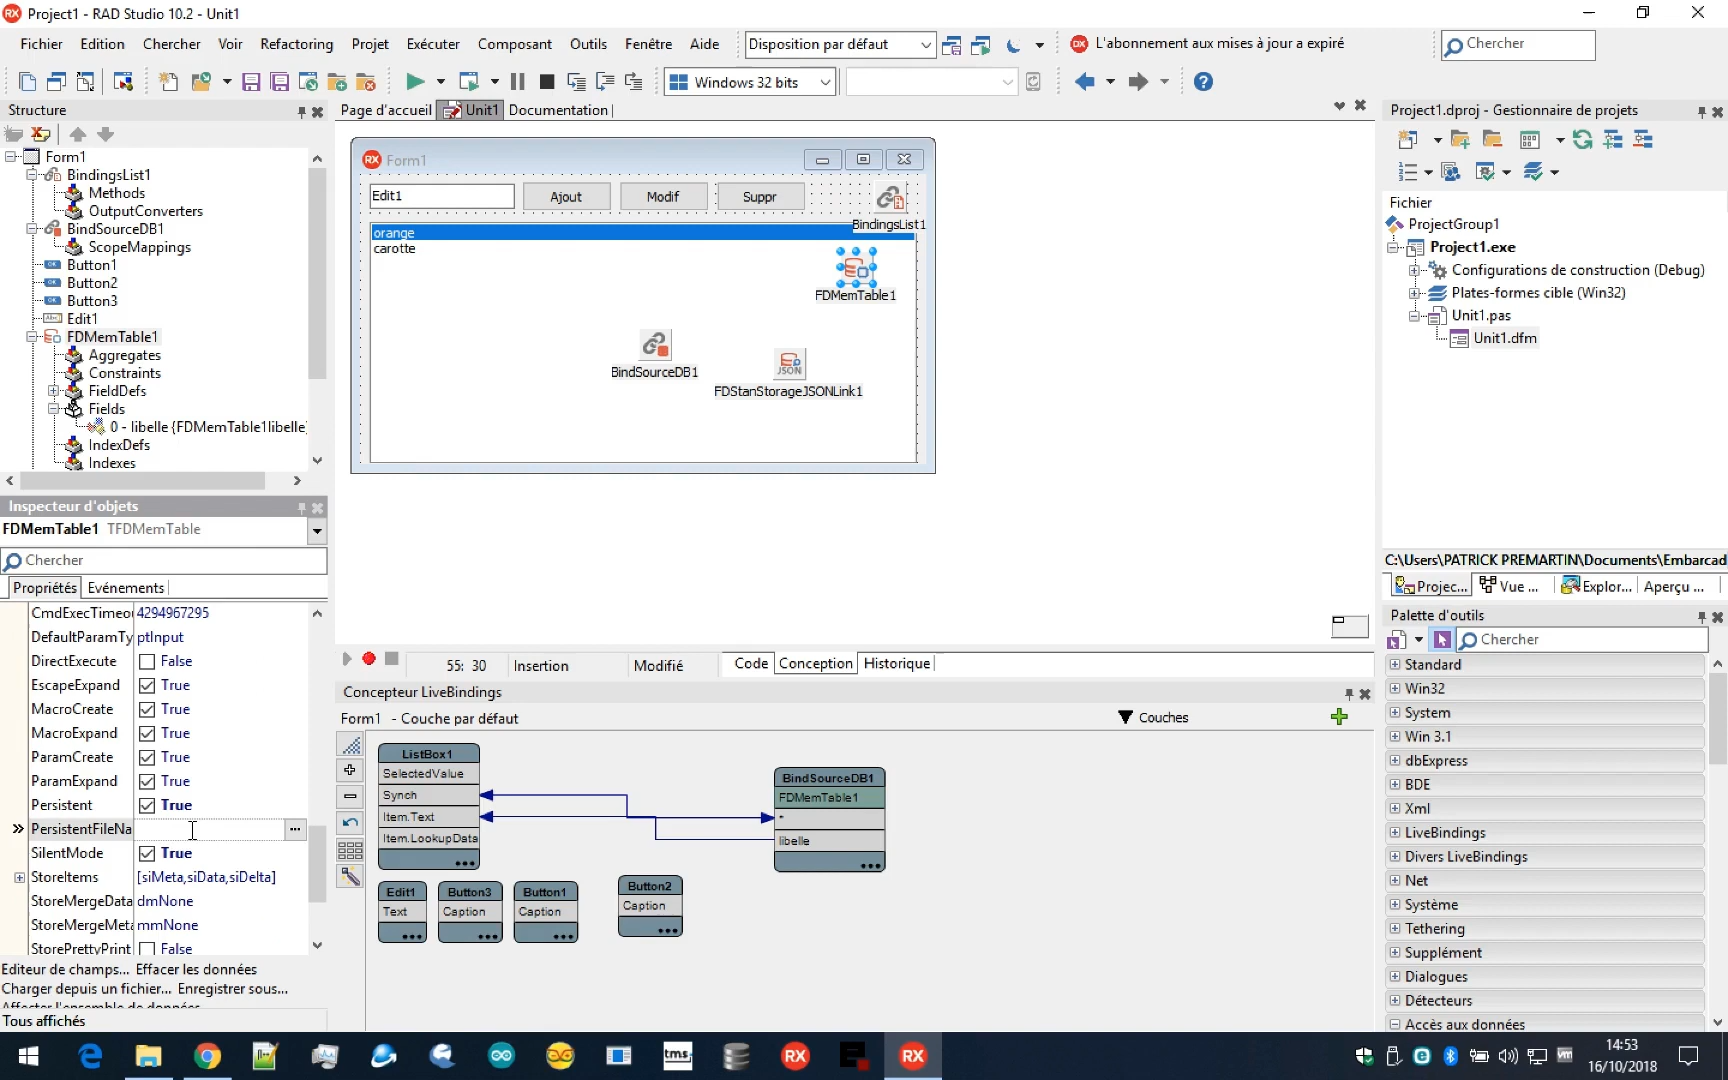 Project1 - RAD Studio 10.2 - Unit1
Fichier Edition Chercher Voir Refactoring Projet Exécuter Composant Outils Fenêtre Aide
Disposition par défaut
L'abonnement aux mises à jour a expiré
Chercher
Windows 32 bits
Structure
Page d'accueil Unit1 Documentation
Form1
BindingsList1
Methods
OutputConverters
BindSourceDB1
ScopeMappings
Button1
Button2
Button3
Edit1
FDMemTable1
Aggregates
Constraints
FieldDefs
Fields
0 - libelle {FDMemTable1libelle
IndexDefs
Indexes
Form1
Edit1 Ajout Modif Suppr
BindingsList1
orange
carotte
FDMemTable1
BindSourceDB1
JSON
FDStanStorageJSONLink1
Project1.dproj - Gestionnaire de projets
Fichier
ProjectGroup1
Project1.exe
Configurations de construction (Debug)
Plates-formes cible (Win32)
Unit1.pas
Unit1.dfm
Inspecteur d'objets
FDMemTable1 TFDMemTable
Chercher
Propriétés Evénements
CmdExecTimeou 4294967295
DefaultParamTy ptInput
DirectExecute False
EscapeExpand True
MacroCreate True
MacroExpand True
ParamCreate True
ParamExpand True
Persistent True
PersistentFileNa
SilentMode True
StoreItems [siMeta,siData,siDelta]
StoreMergeData dmNone
StoreMergeMeta mmNone
StorePrettyPrint False
Editeur de champs... Effacer les données
Charger depuis un fichier... Enregistrer sous...
Affecter l'ensemble de données...
Tous affichés
55: 30 Insertion Modifié Code Conception Historique
Concepteur LiveBindings
Form1 - Couche par défaut
Couches
ListBox1
SelectedValue
Synch
Item.Text
Item.LookupData
BindSourceDB1
FDMemTable1
*
libelle
Edit1
Text
Button3
Caption
Button1
Caption
Button2
Caption
C:\Users\PATRICK PREMARTIN\Documents\Embarcad
Projec... Vue ... Explor... Aperçu ...
Palette d'outils
Chercher
Standard
Win32
System
Win 3.1
dbExpress
BDE
Xml
LiveBindings
Divers LiveBindings
Net
Système
Tethering
Supplément
Dialogues
Détecteurs
Accès aux données
tms
RX
RX
14:53
16/10/2018